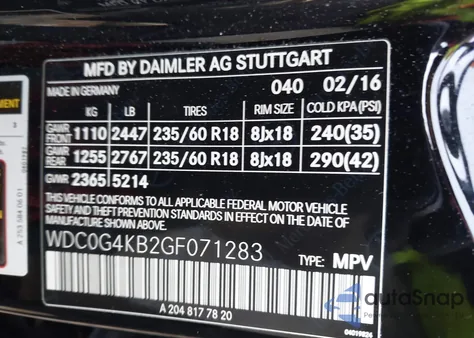 MFD BY DAIMLER AG STUTTGART
MADE IN GERMANY 040 02/16
KG LB TIRES RIM SIZE COLD KPA(PSI)
GAWR FRONT 1110 2447 235/60 R18 8Jx18 240(35)
GAWR REAR 1255 2767 235/60 R18 8Jx18 290(42)
GVWR 2365 5214
THIS VEHICLE CONFORMS TO ALL APPLICABLE FEDERAL MOTOR VEHICLE
SAFETY BUMPER AND THEFT PREVENTION STANDARDS IN EFFECT ON THE DATE OF
MANUFACTURE SHOWN ABOVE.
WDC0G4KB2GF071283
TYPE: MPV
A 204 817 78 20
autoSnap